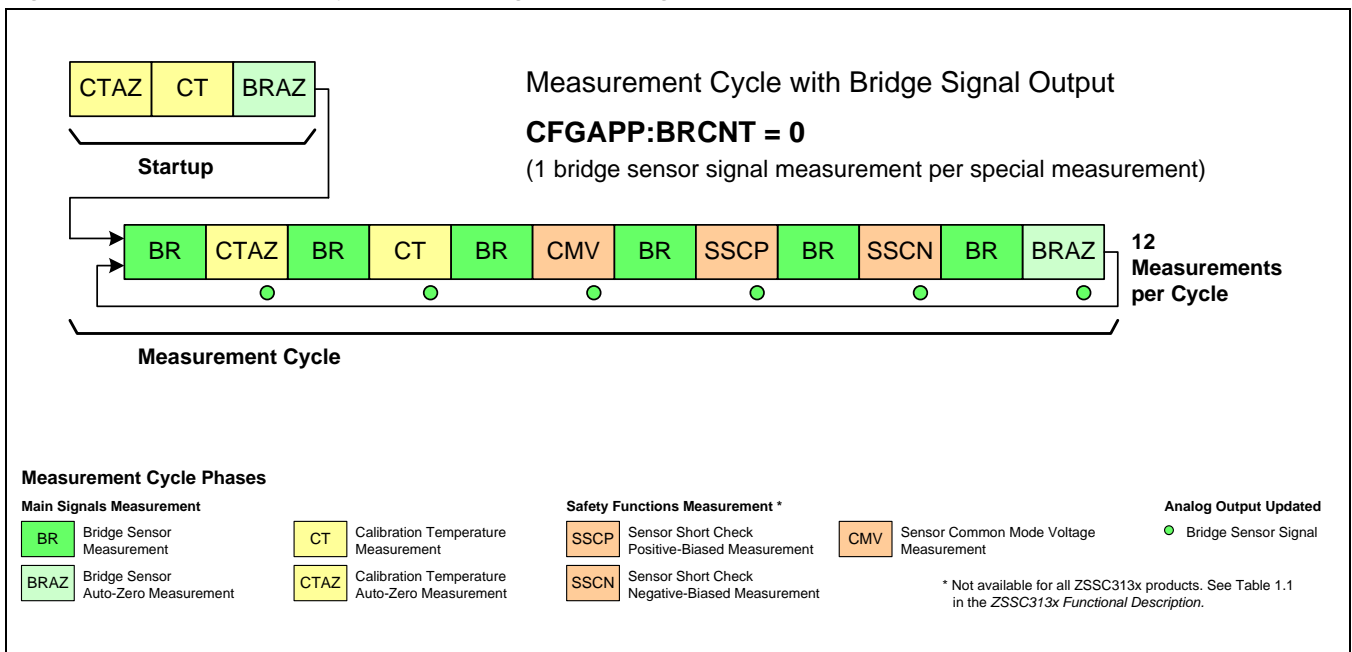 CTAZ CT BRAZ
Startup
Measurement Cycle with Bridge Signal Output
CFGAPP:BRCNT = 0
(1 bridge sensor signal measurement per special measurement)
BR CTAZ BR CT BR CMV BR SSCP BR SSCN BR BRAZ
12
Measurements
per Cycle
Measurement Cycle
Measurement Cycle Phases
Main Signals Measurement
BR Bridge Sensor
Measurement
BRAZ Bridge Sensor
Auto-Zero Measurement
CT Calibration Temperature
Measurement
CTAZ Calibration Temperature
Auto-Zero Measurement
Safety Functions Measurement *
SSCP Sensor Short Check
Positive-Biased Measurement
SSCN Sensor Short Check
Negative-Biased Measurement
CMV Sensor Common Mode Voltage
Measurement
Analog Output Updated
Bridge Sensor Signal
* Not available for all ZSSC313x products. See Table 1.1
in the ZSSC313x Functional Description.